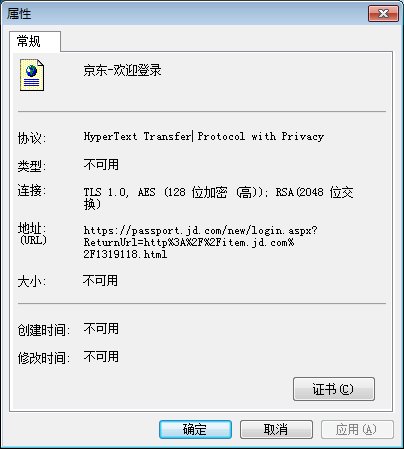 属性
常规
京东-欢迎登录
协议: HyperText Transfer Protocol with Privacy
类型: 不可用
连接: TLS 1.0, AES (128 位加密 (高)); RSA(2048 位交
换)
地址: https://passport.jd.com/new/login.aspx?
(URL) ReturnUrl=http%3A%2F%2Fitem.jd.com%
2F1319118.html
大小: 不可用
创建时间: 不可用
修改时间: 不可用
证书(C)
确定 取消 应用(A)